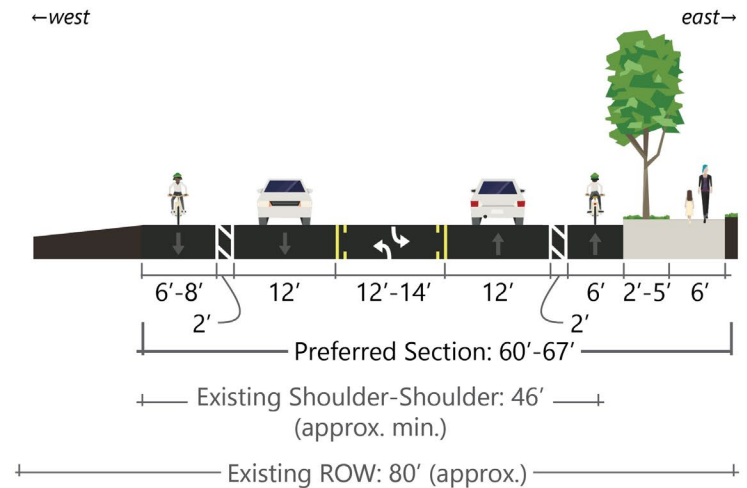 ←west
east→
6′-8′
12′
12′-14′
12′
6′
2′-5′
6′
2′
2′
Preferred Section: 60′-67′
Existing Shoulder-Shoulder: 46′
(approx. min.)
Existing ROW: 80′ (approx.)